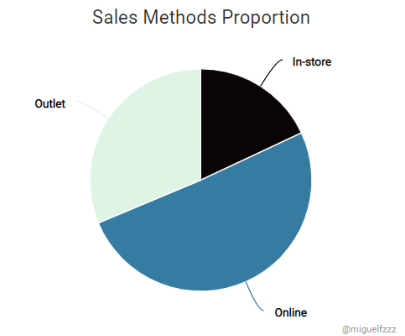 Sales Methods Proportion
In-store
Outlet
Online
@miguelfzzz